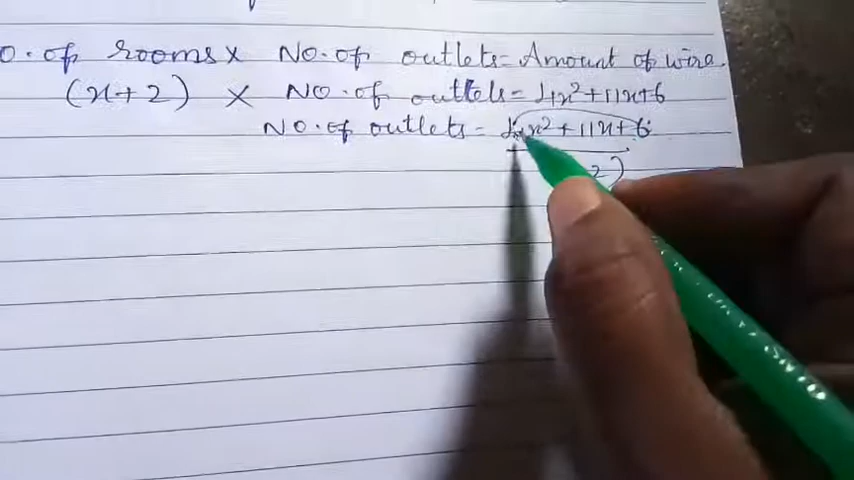 o. of rooms x No. of outlets = Amount of wire.
(x+2) x No. of outlets = 4x²+11x+6
No. of outlets = 4x²+11x+6
2)